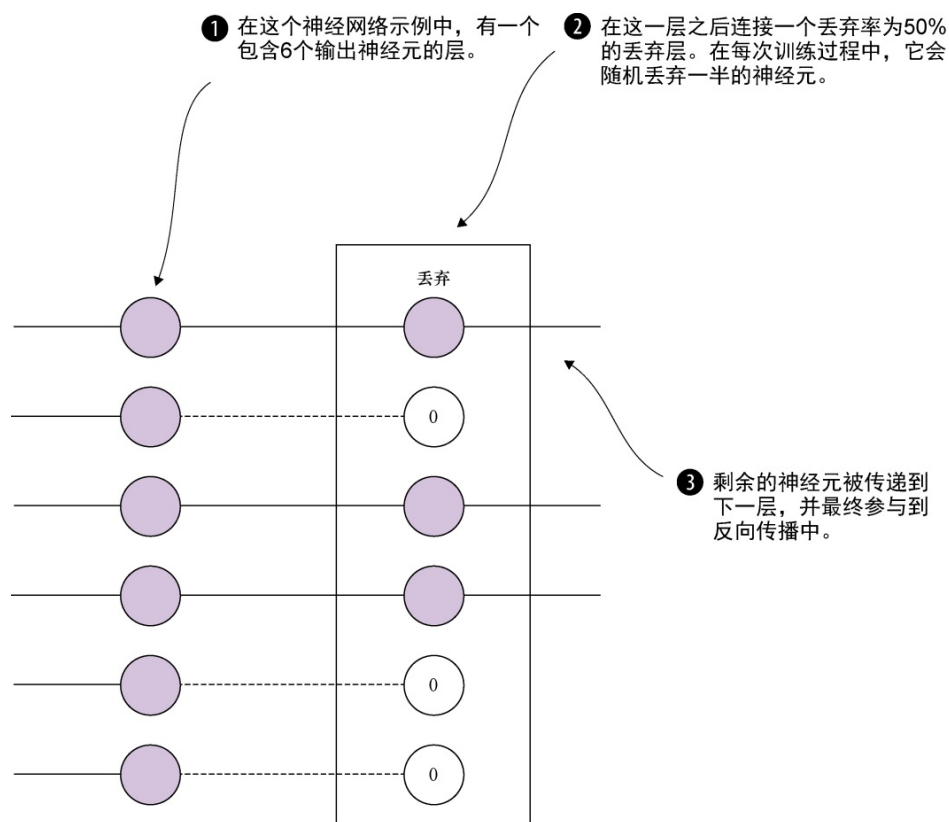 ❶ 在这个神经网络示例中，有一个
包含6个输出神经元的层。
❷ 在这一层之后连接一个丢弃率为50%
的丢弃层。在每次训练过程中，它会
随机丢弃一半的神经元。
丢弃
0
❸ 剩余的神经元被传递到
下一层，并最终参与到
反向传播中。
0
0